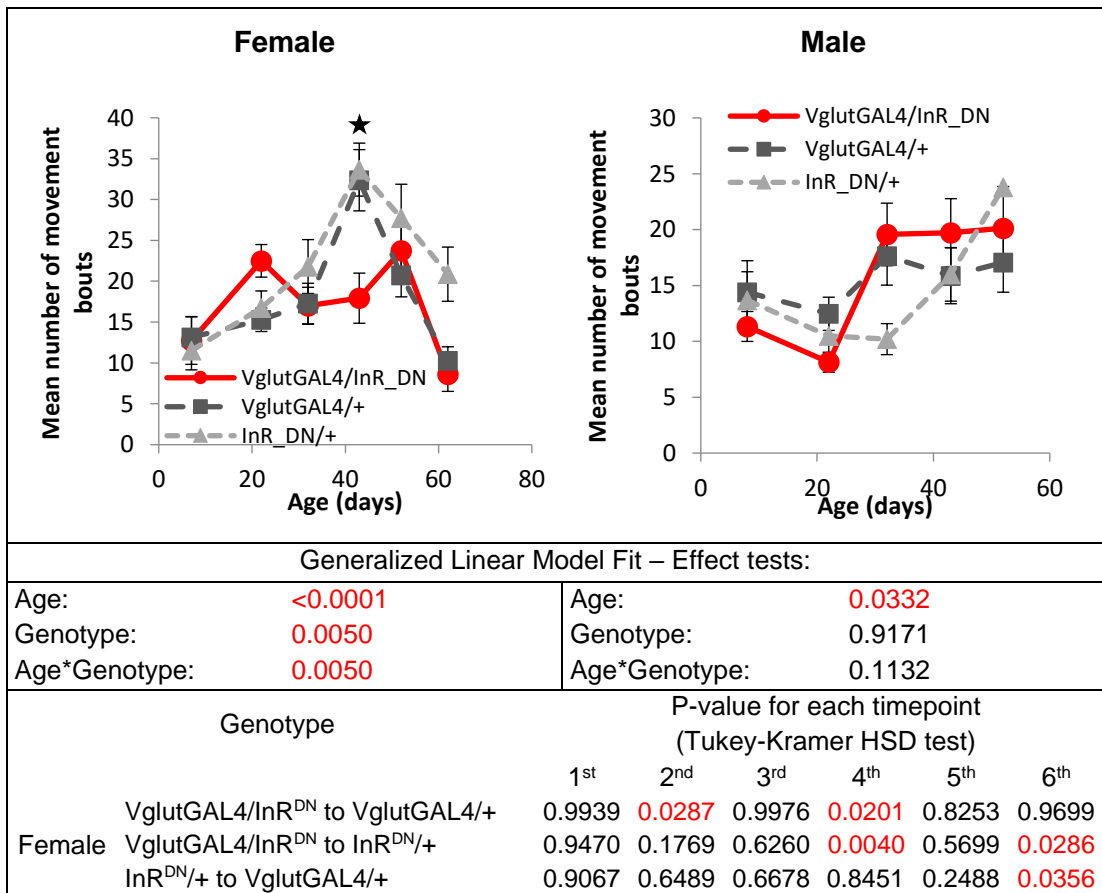 Female
Male
Mean number of movement bouts
40
35
30
25
20
15
10
5
0
★
VglutGAL4/InR_DN
VglutGAL4/+
InR_DN/+
0 20 40 60 80
Age (days)
Mean number of movement bouts
30
25
20
15
10
5
0
VglutGAL4/InR_DN
VglutGAL4/+
InR_DN/+
0 20 40 60
Age (days)
Generalized Linear Model Fit – Effect tests:
Age: <0.0001
Genotype: 0.0050
Age*Genotype: 0.0050
Age: 0.0332
Genotype: 0.9171
Age*Genotype: 0.1132
Genotype
P-value for each timepoint
(Tukey-Kramer HSD test)
1st 2nd 3rd 4th 5th 6th
VglutGAL4/InRDN to VglutGAL4/+ 0.9939 0.0287 0.9976 0.0201 0.8253 0.9699
Female VglutGAL4/InRDN to InRDN/+ 0.9470 0.1769 0.6260 0.0040 0.5699 0.0286
InRDN/+ to VglutGAL4/+ 0.9067 0.6489 0.6678 0.8451 0.2488 0.0356